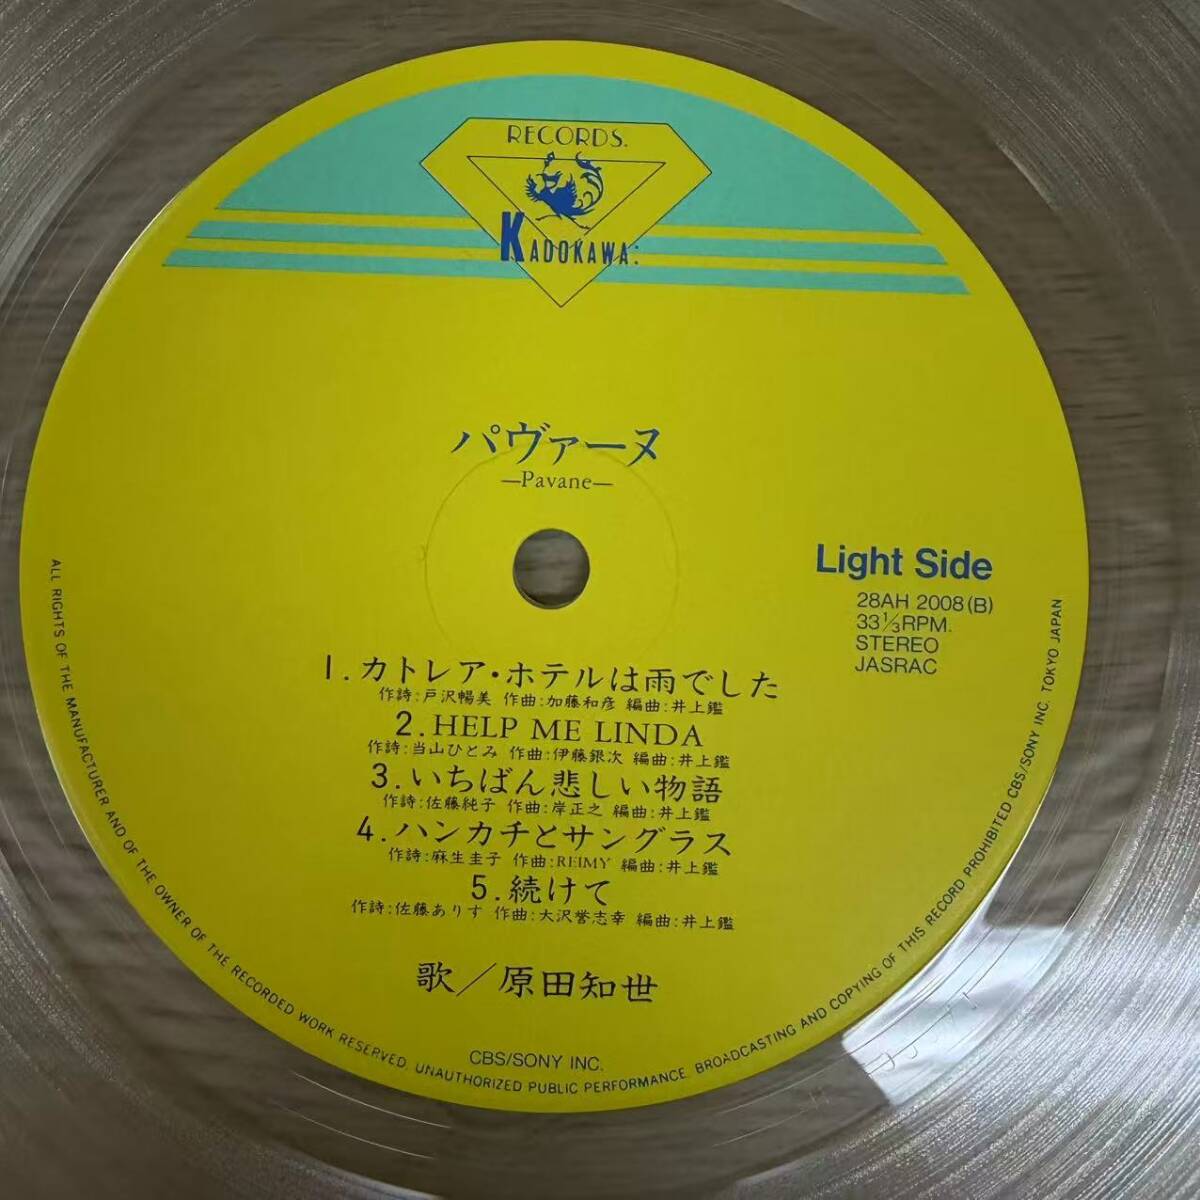 RECORDS.
KADOKAWA:
パヴァーヌ
—Pavane—
Light Side
28AH 2008(B)
33 1/3 RPM.
STEREO
JASRAC
1. カトレア・ホテルは雨でした
作詩:戸沢暢美 作曲:加藤和彦 編曲:井上鑑
2. HELP ME LINDA
作詩:当山ひとみ 作曲:伊藤銀次 編曲:井上鑑
3. いちばん悲しい物語
作詩:佐藤純子 作曲:岸正之 編曲:井上鑑
4. ハンカチとサングラス
作詩:麻生圭子 作曲:REIMY 編曲:井上鑑
5. 続けて
作詩:佐藤ありす 作曲:大沢誉志幸 編曲:井上鑑
歌／原田知世
CBS/SONY INC.
ALL RIGHTS OF THE MANUFACTURER AND OF THE OWNER OF THE RECORDED WORK RESERVED. UNAUTHORIZED PUBLIC PERFORMANCE. BROADCASTING AND COPYING OF THIS RECORD PROHIBITED CBS/SONY INC. TOKYO JAPAN